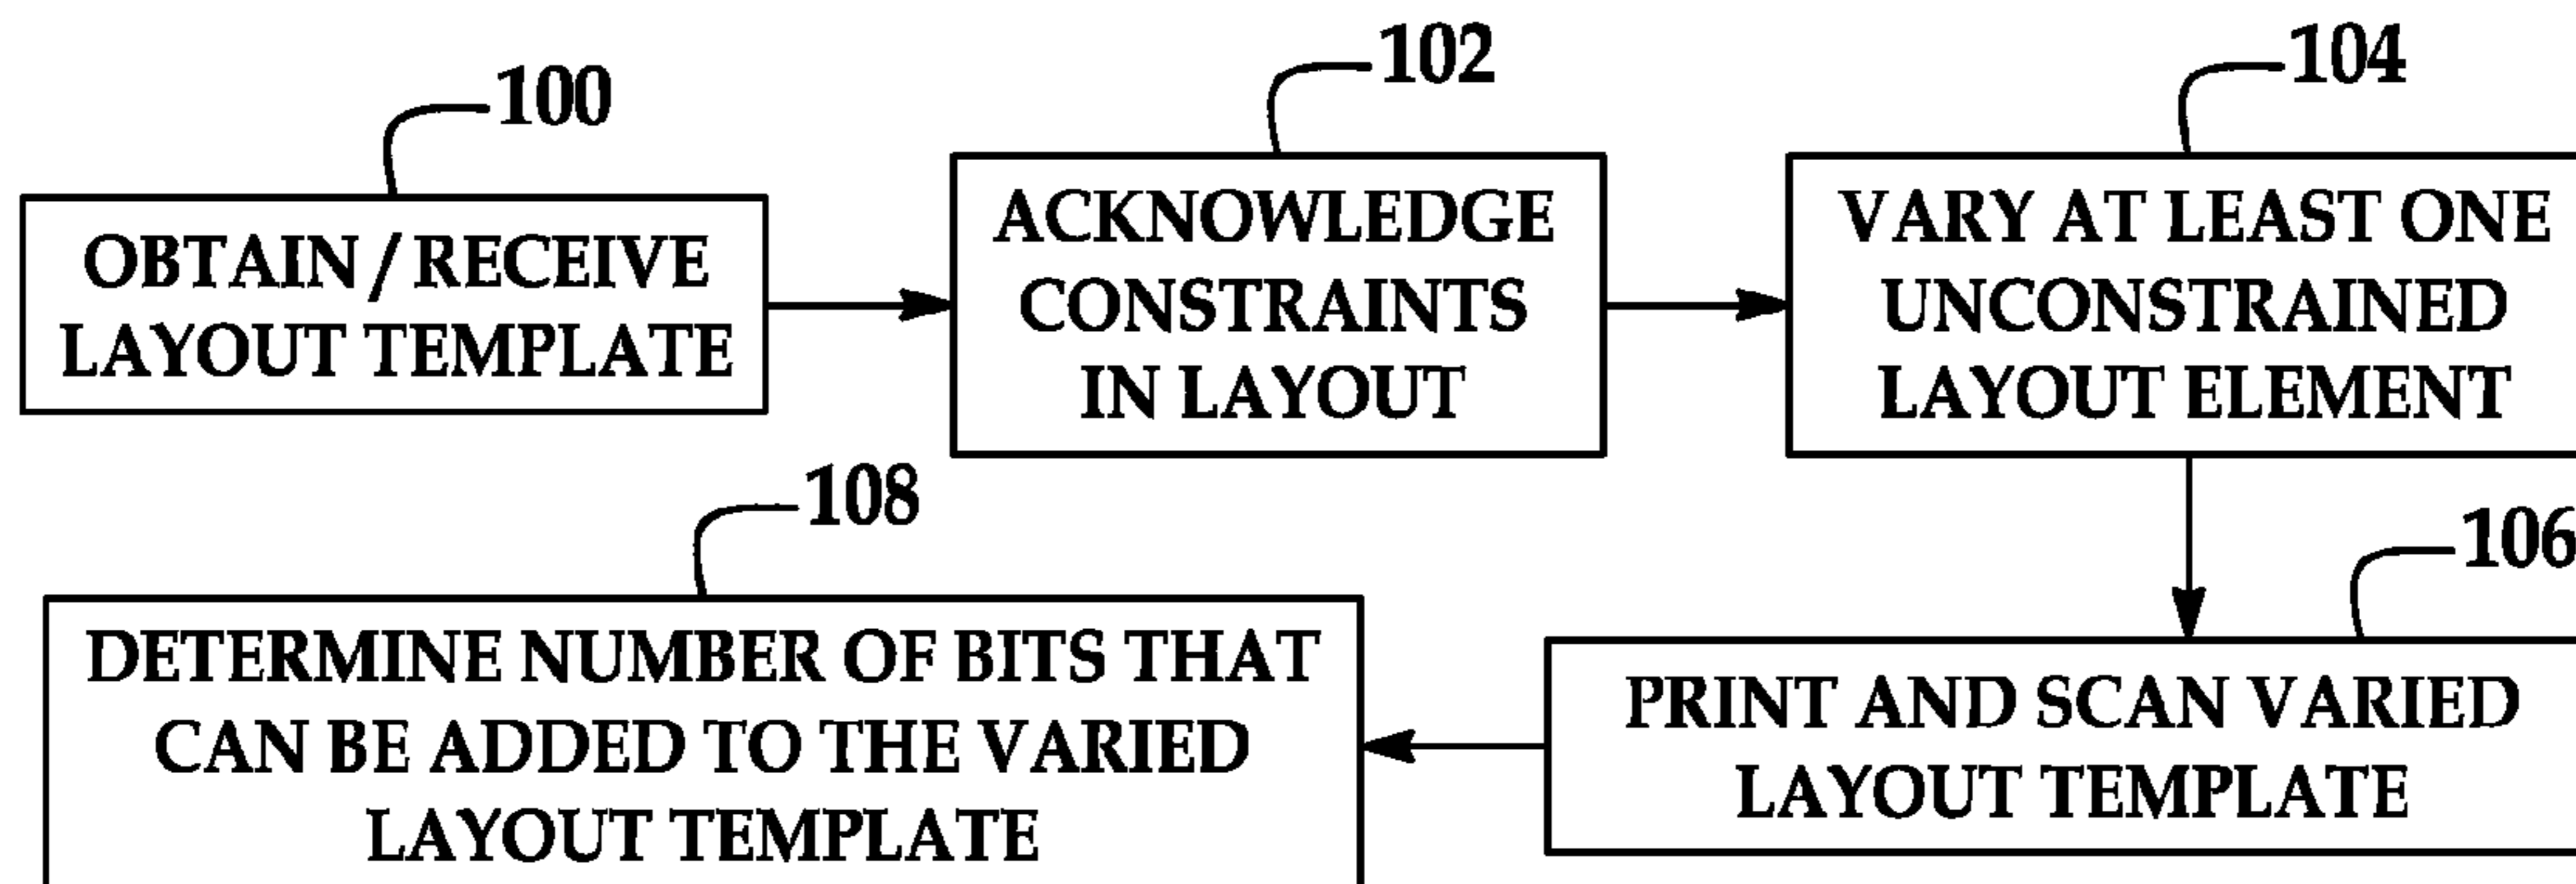 100
OBTAIN / RECEIVE
LAYOUT TEMPLATE
102
ACKNOWLEDGE
CONSTRAINTS
IN LAYOUT
104
VARY AT LEAST ONE
UNCONSTRAINED
LAYOUT ELEMENT
106
PRINT AND SCAN VARIED
LAYOUT TEMPLATE
108
DETERMINE NUMBER OF BITS THAT
CAN BE ADDED TO THE VARIED
LAYOUT TEMPLATE